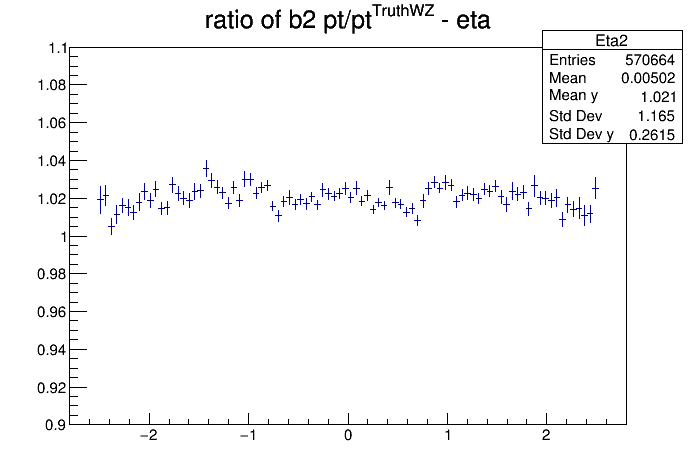 ratio of b2 pt/pt^TruthWZ - eta
Eta2
Entries 570664
Mean 0.00502
Mean y 1.021
Std Dev 1.165
Std Dev y 0.2615
1.1
1.08
1.06
1.04
1.02
1
0.98
0.96
0.94
0.92
0.9
−2 −1 0 1 2